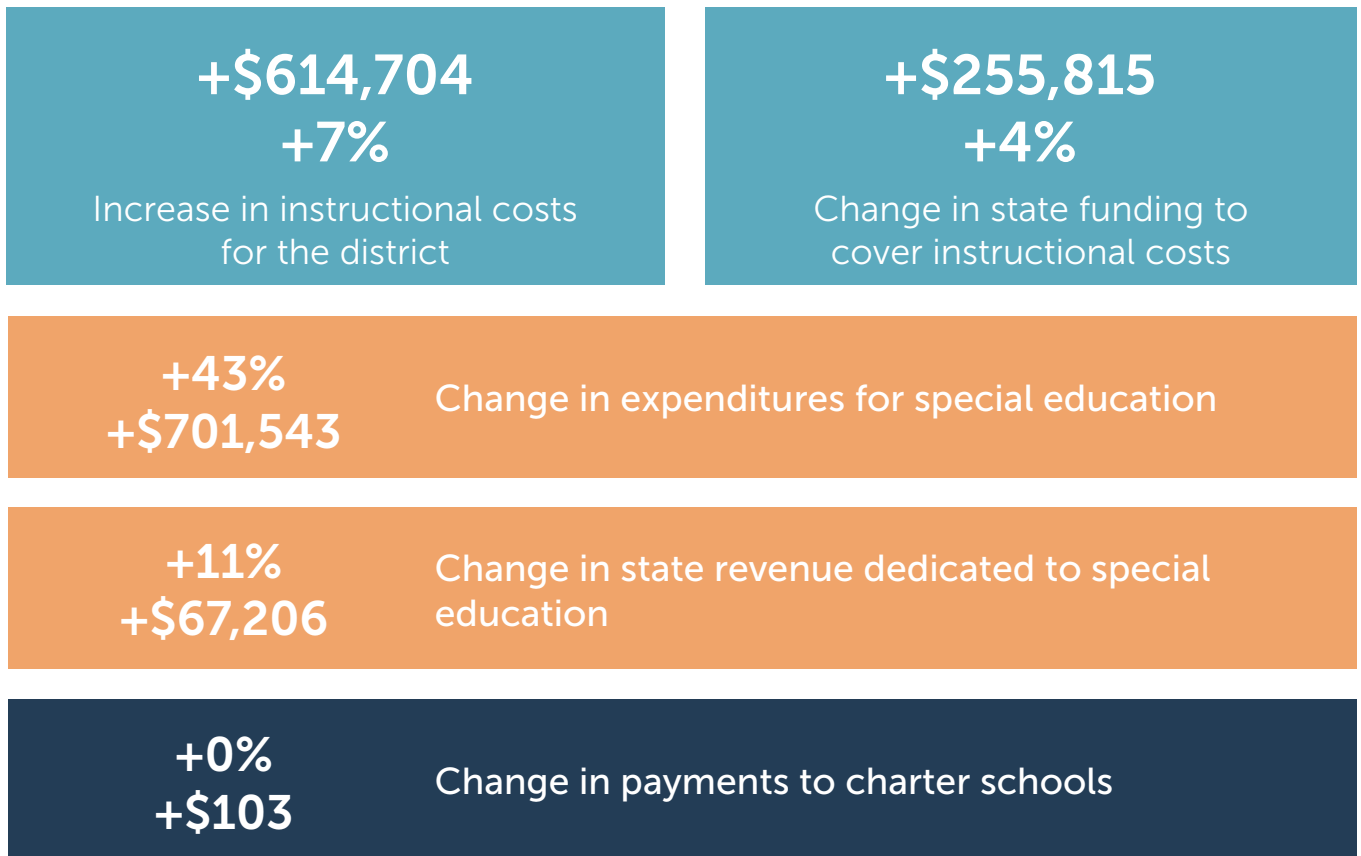 +$614,704
+7%
Increase in instructional costs
for the district
+$255,815
+4%
Change in state funding to
cover instructional costs
+43%
+$701,543
Change in expenditures for special education
+11%
+$67,206
Change in state revenue dedicated to special
education
+0%
+$103
Change in payments to charter schools